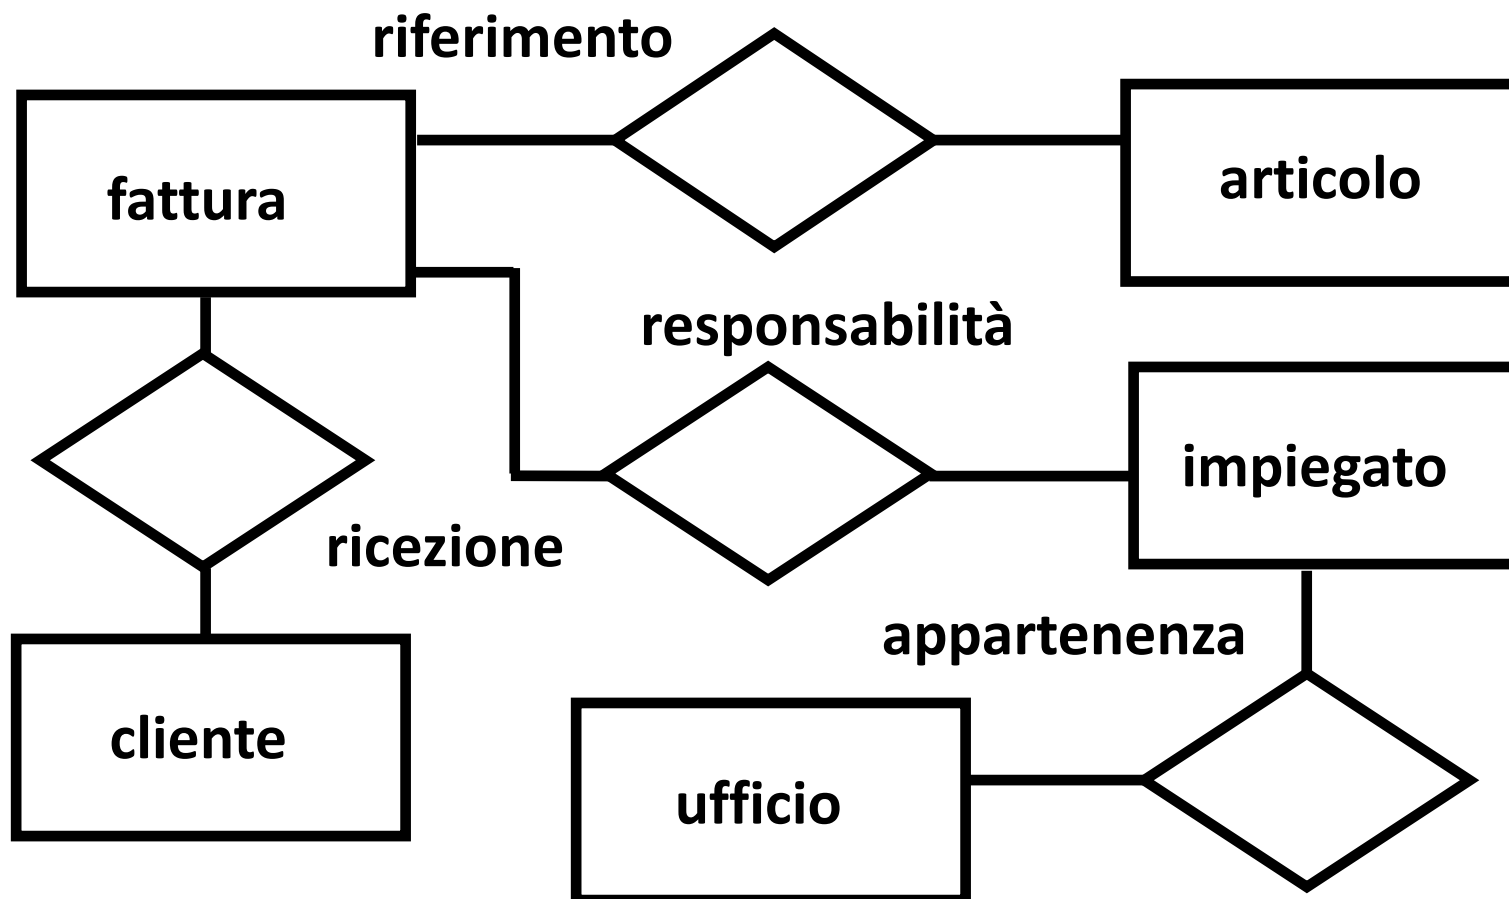 riferimento
fattura
articolo
responsabilità
impiegato
ricezione
appartenenza
cliente
ufficio